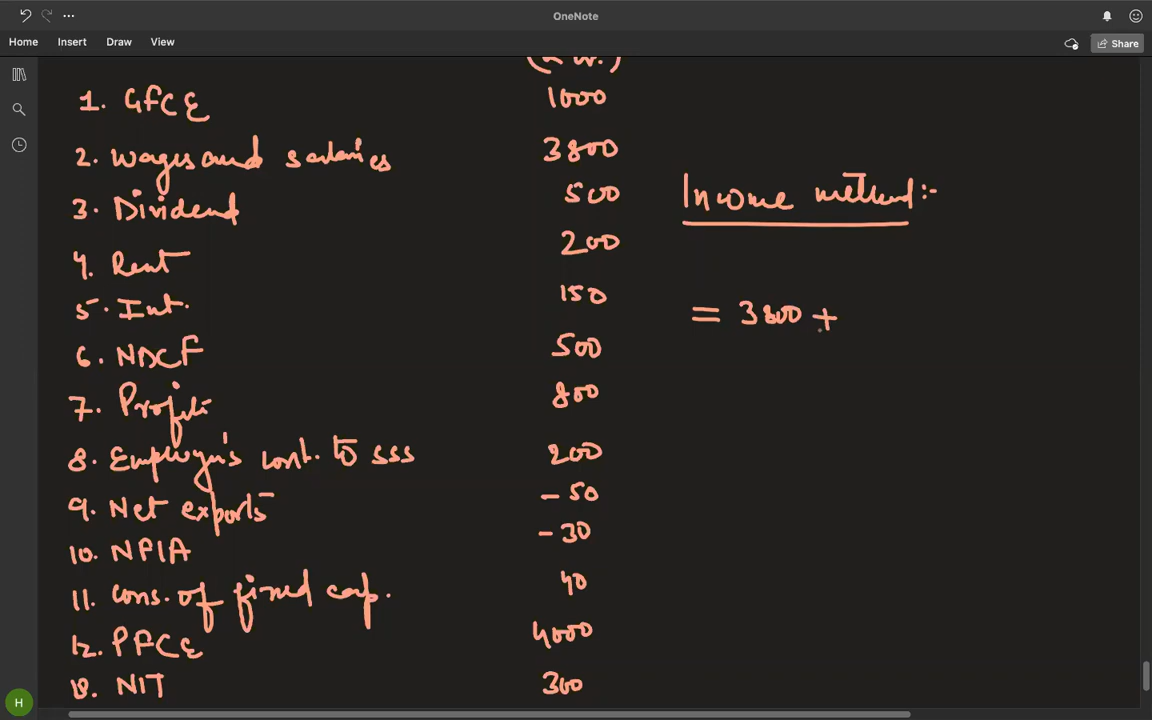 OneNote
Home Insert Draw View
Share
1. GFCE 1000
2. Wages and salaries 3800
3. Dividend 500
Income method :-
4. Rent 200
5. Int. 150
= 3800 +
6. NDCF 500
7. Profits 800
8. Employer's cont. to SSS 200
9. Net exports - 50
10. NFIA - 30
11. Cons. of fixed cap. 40
12. PFCE 4000
13. NIT 300
H